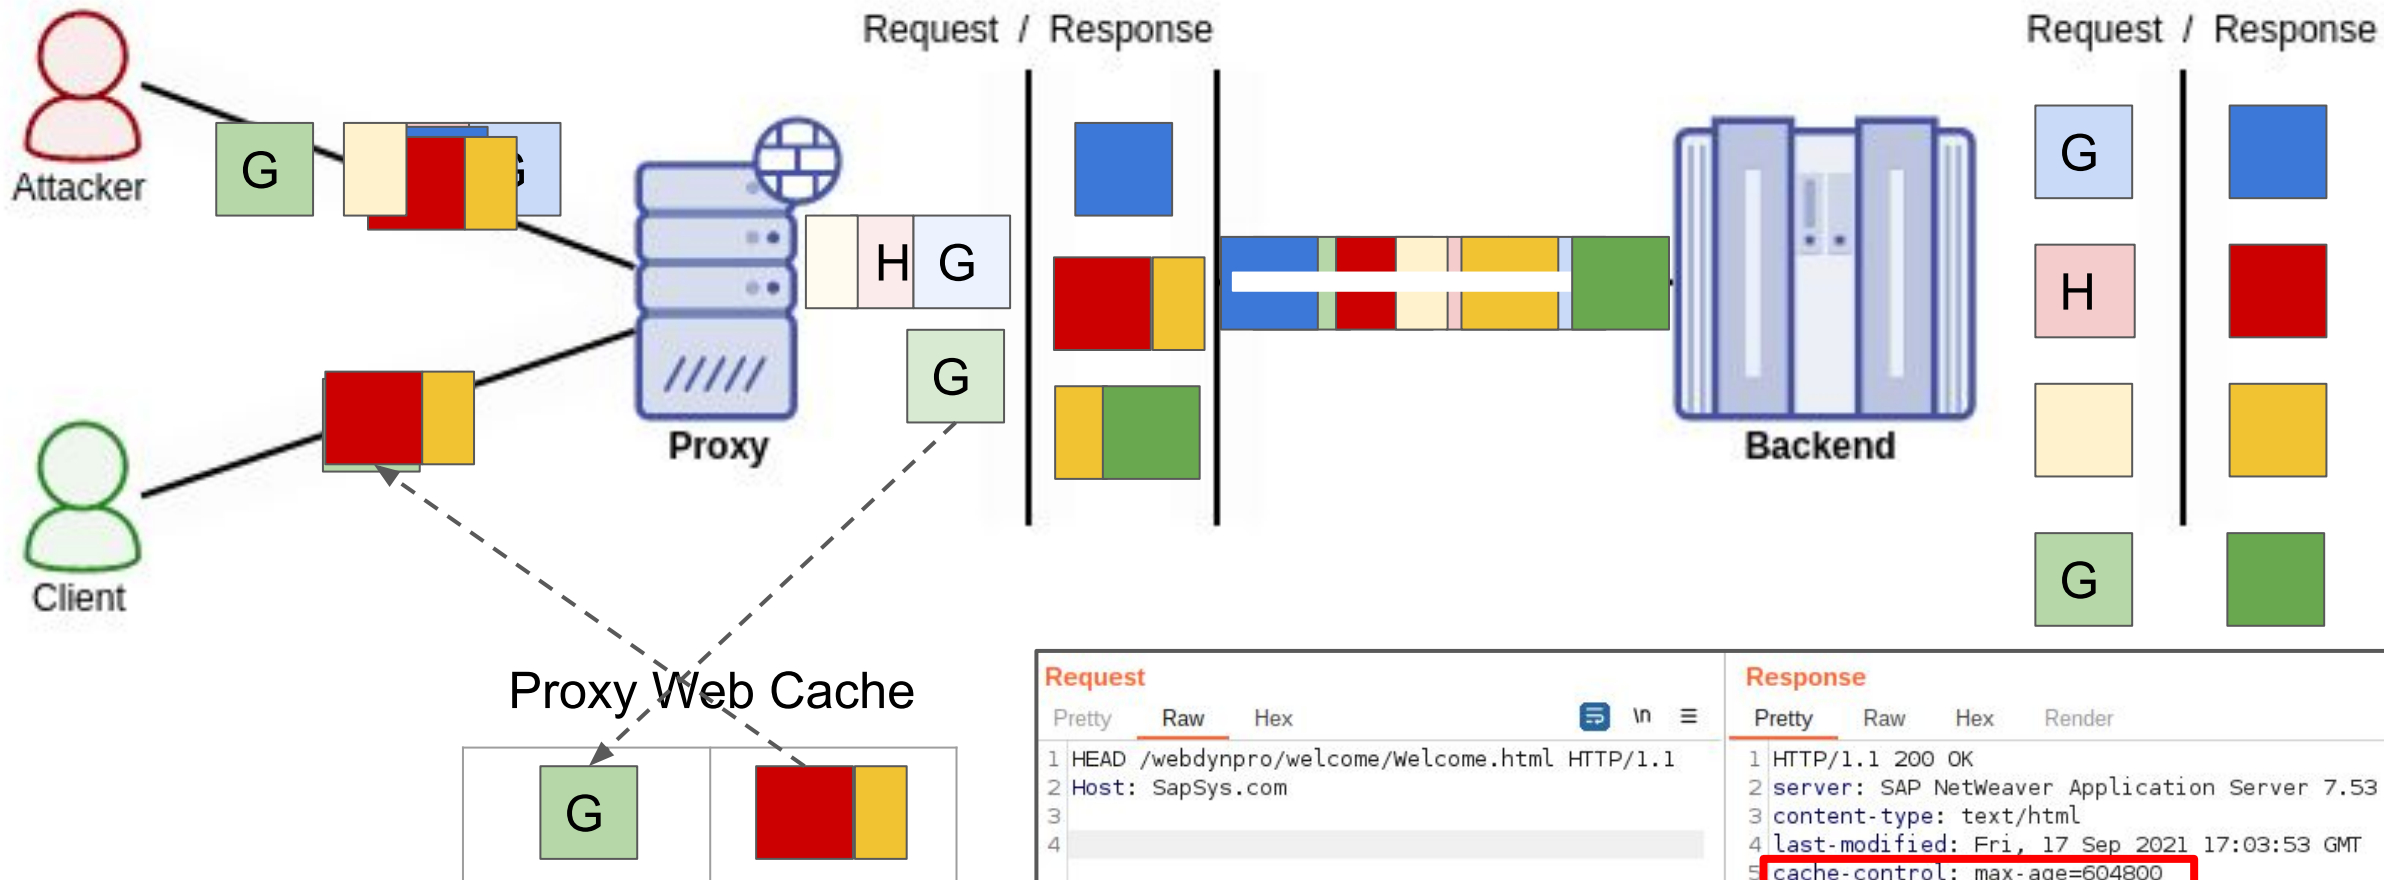 Request / Response
Request / Response
Attacker
G
G
H G
G
G
H
G
Proxy
Backend
Client
Proxy Web Cache
G
Request
Pretty Raw Hex
\n
1 HEAD /webdynpro/welcome/Welcome.html HTTP/1.1
2 Host: SapSys.com
3
4
Response
Pretty Raw Hex Render
1 HTTP/1.1 200 OK
2 server: SAP NetWeaver Application Server 7.53
3 content-type: text/html
4 last-modified: Fri, 17 Sep 2021 17:03:53 GMT
5 cache-control: max-age=604800